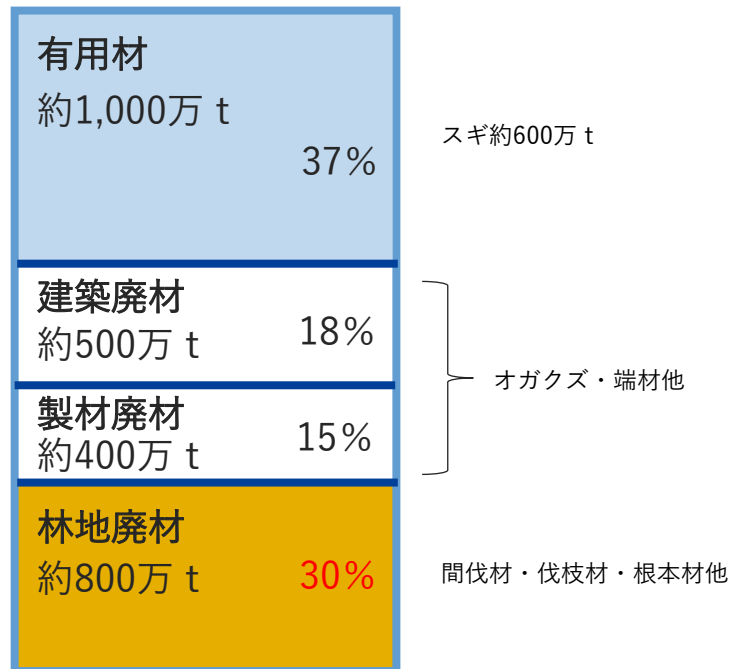 有用材
約1,000万 t
37%
スギ約600万 t
建築廃材
約500万 t
18%
オガクズ・端材他
製材廃材
約400万 t
15%
林地廃材
約800万 t
30%
間伐材・伐枝材・根本材他